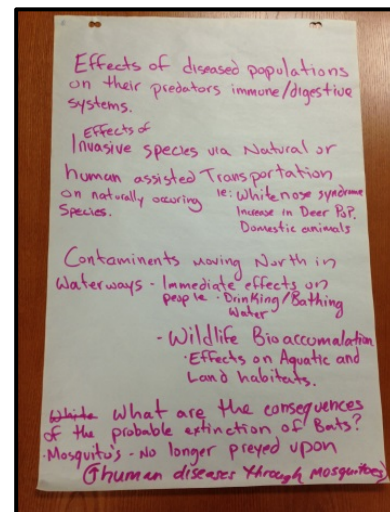 Effects of diseased populations
on their predators immune/digestive
systems.
Effects of
Invasive species via Natural or
human assisted Transportation
on naturally occuring ie: Whitenose syndrome
Species. Increase in Deer Pop.
Domestic animals
Contaminents moving North in
Waterways - Immediate effects on
people · Drinking/Bathing
Water
- Wildlife Bioaccumalation
· Effects on Aquatic and
Land habitats.
White What are the consequences
of the probable extinction of Bats?
· Mosquito's - No longer preyed upon
(↑human diseases through mosquitoes)